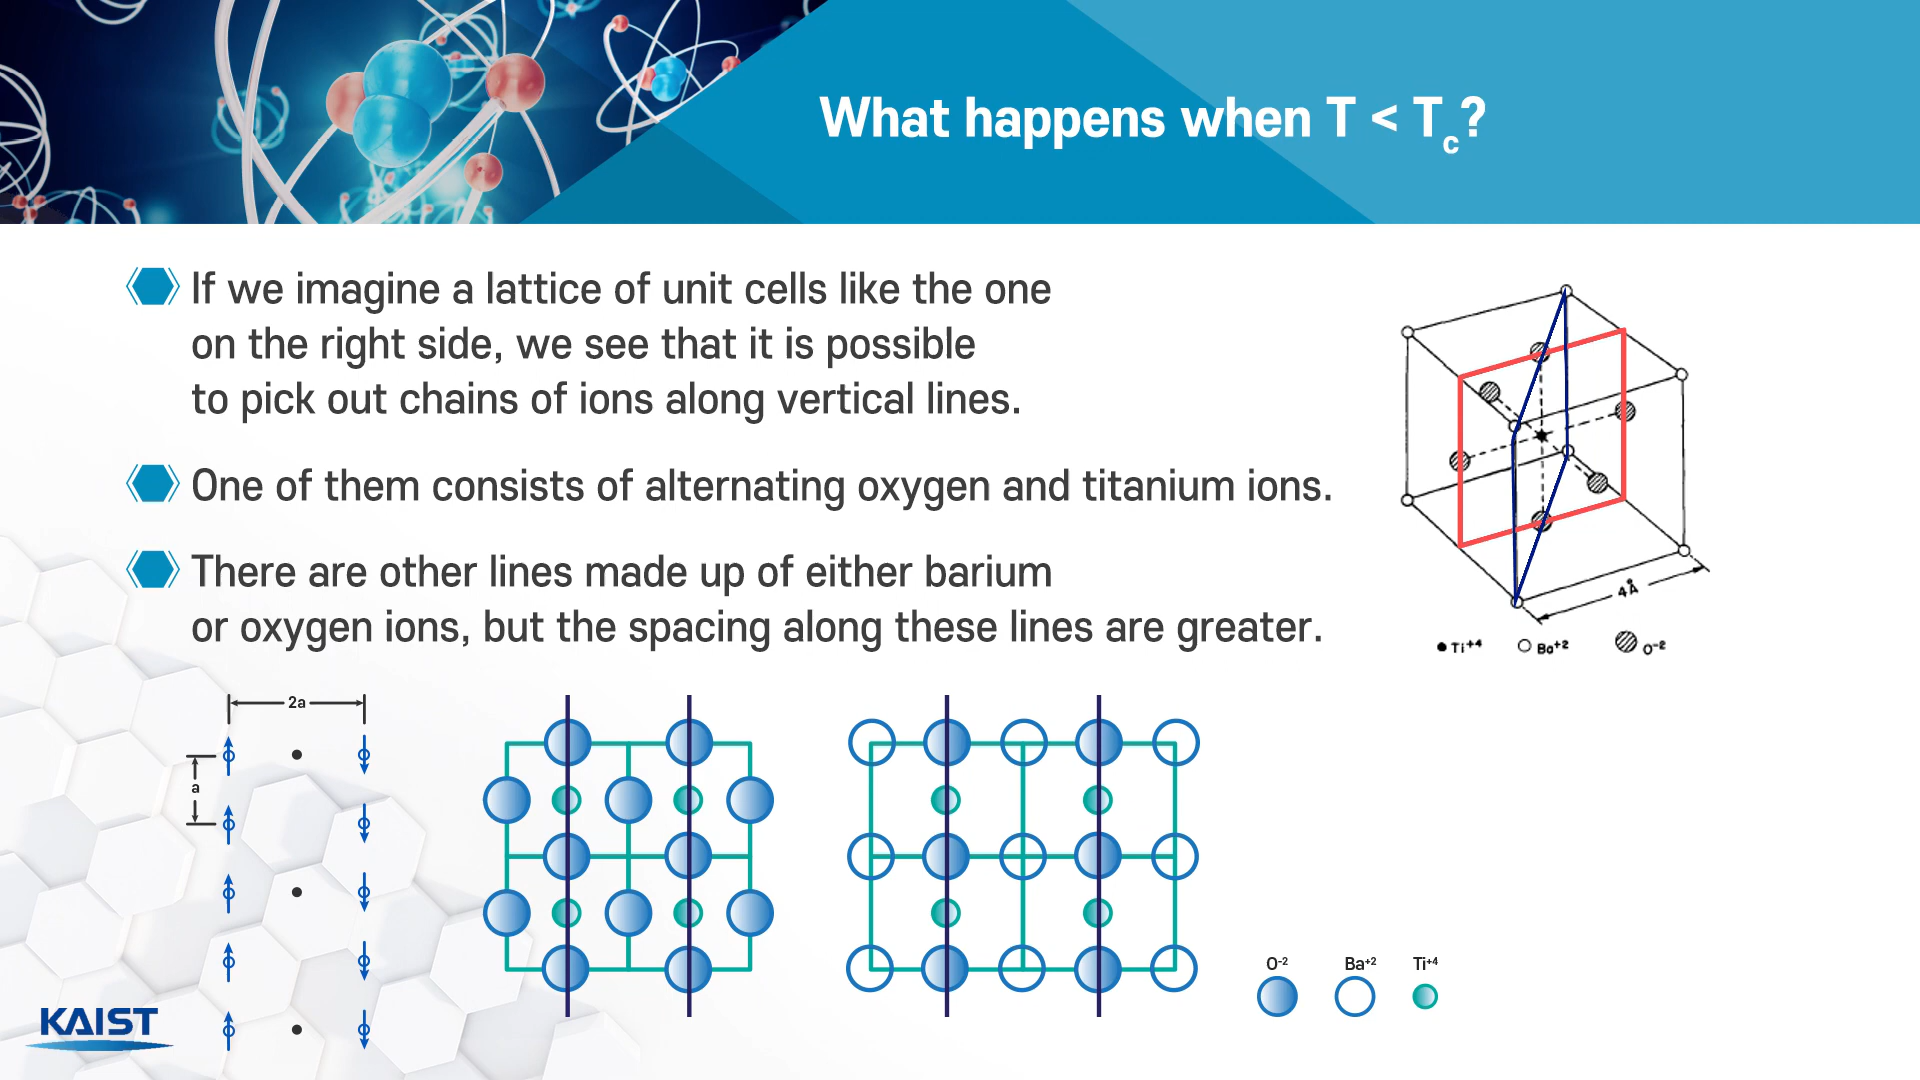 What happens when T < Tc?
If we imagine a lattice of unit cells like the one
on the right side, we see that it is possible
to pick out chains of ions along vertical lines.
One of them consists of alternating oxygen and titanium ions.
There are other lines made up of either barium
or oxygen ions, but the spacing along these lines are greater.
4Å
Ti+4 Ba+2 O-2
2a
a
O-2 Ba+2 Ti+4
KAIST